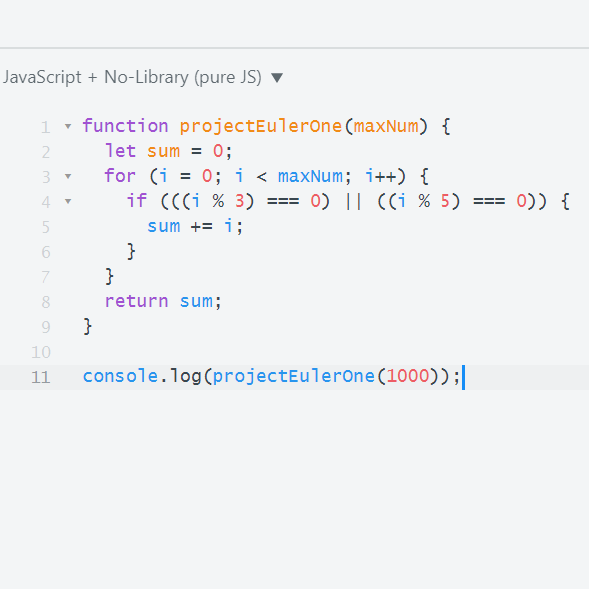 JavaScript + No-Library (pure JS) ▼
1 ▾ function projectEulerOne(maxNum) {
2 let sum = 0;
3 ▾ for (i = 0; i < maxNum; i++) {
4 ▾ if (((i % 3) === 0) || ((i % 5) === 0)) {
5 sum += i;
6 }
7 }
8 return sum;
9 }
10
11 console.log(projectEulerOne(1000));